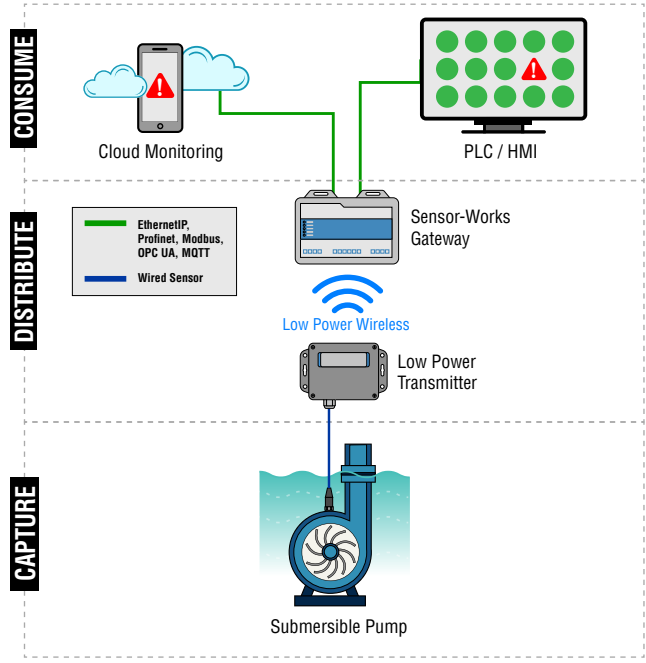 CONSUME
Cloud Monitoring
PLC / HMI
DISTRIBUTE
EthernetIP,
Profinet, Modbus,
OPC UA, MQTT
Wired Sensor
Sensor-Works
Gateway
Low Power Wireless
Low Power
Transmitter
CAPTURE
Submersible Pump